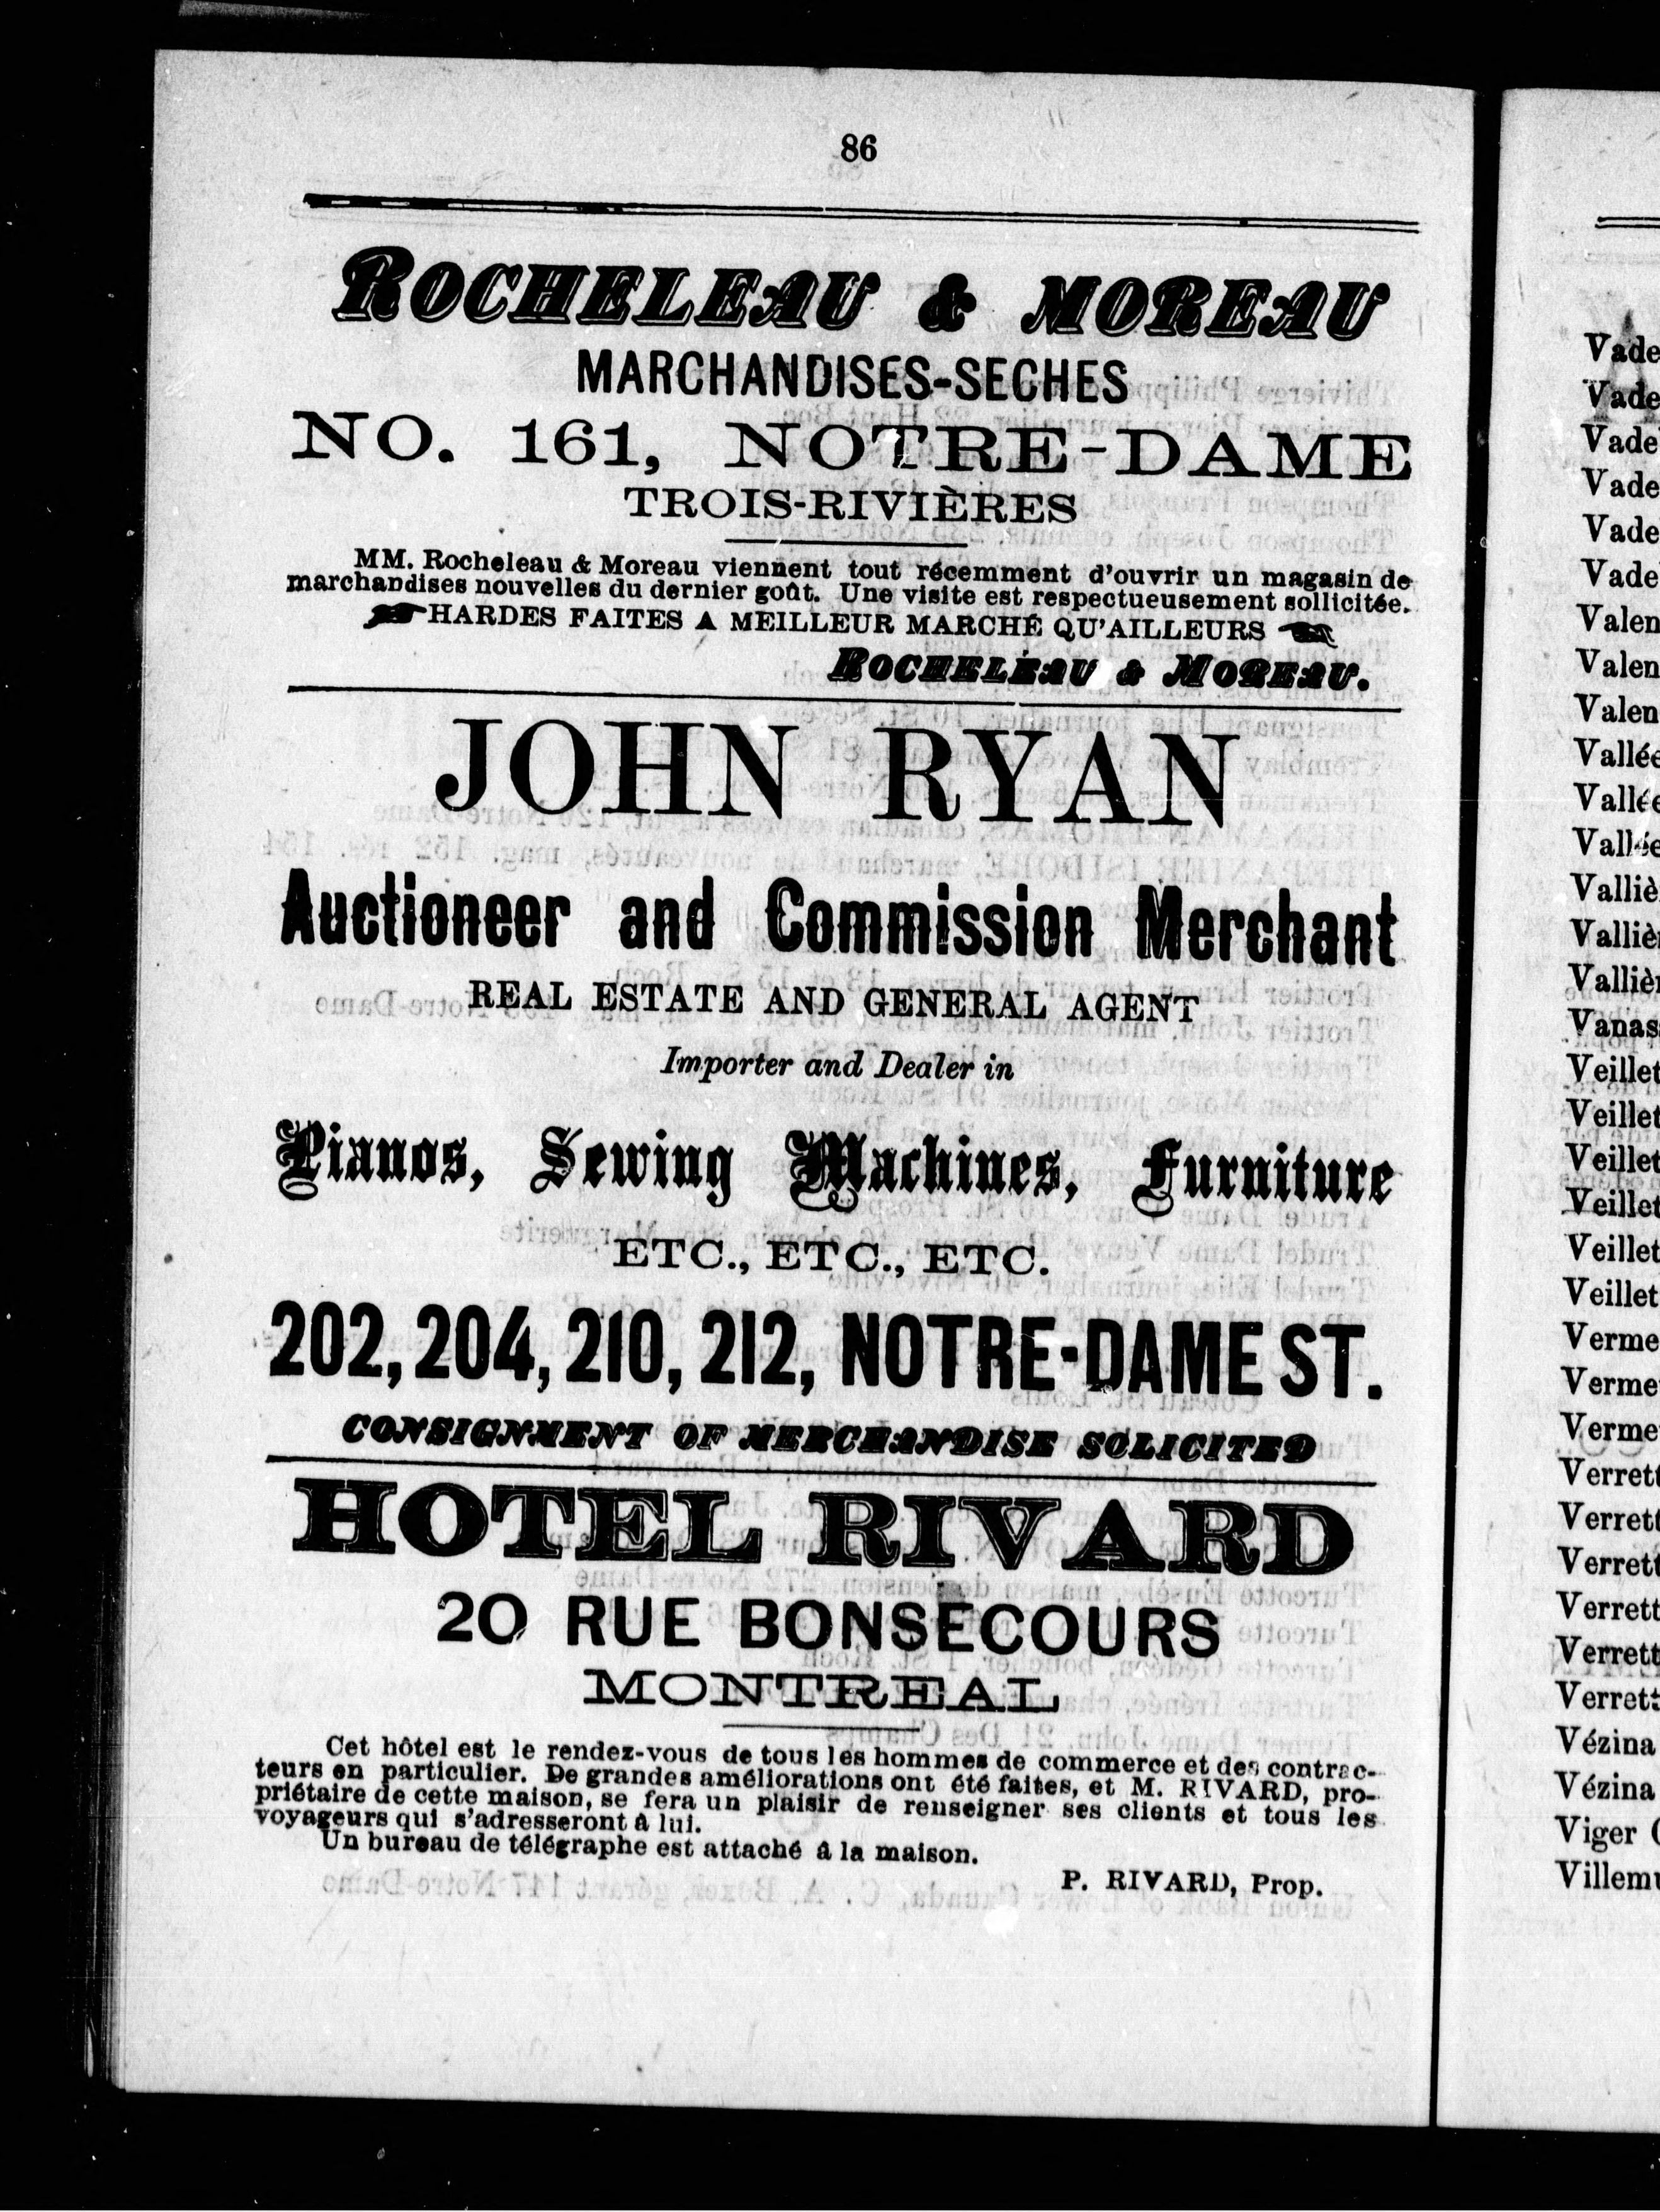 86
ROCHELEAU & MOREAU
MARCHANDISES-SECHES
NO. 161, NOTRE-DAME
TROIS-RIVIÈRES
MM. Rocheleau & Moreau viennent tout récemment d'ouvrir un magasin de
marchandises nouvelles du dernier goût. Une visite est respectueusement sollicitée.
HARDES FAITES A MEILLEUR MARCHÉ QU'AILLEURS
ROCHELEAU & MOREAU.
JOHN RYAN
Auctioneer and Commission Merchant
REAL ESTATE AND GENERAL AGENT
Importer and Dealer in
Pianos, Sewing Machines, Furniture
ETC., ETC., ETC.
202, 204, 210, 212, NOTRE-DAME ST.
CONSIGNMENT OF MERCHANDISE SOLICITED
HOTEL RIVARD
20 RUE BONSECOURS
MONTREAL
Cet hôtel est le rendez-vous de tous les hommes de commerce et des contrac-
teurs en particulier. De grandes améliorations ont été faites, et M. RIVARD, pro-
priétaire de cette maison, se fera un plaisir de renseigner ses clients et tous les
voyageurs qui s'adresseront à lui.
Un bureau de télégraphe est attaché à la maison.
P. RIVARD, Prop.
Vade
Vade
Vade
Vade
Vade
Vade
Valen
Valen
Valen
Vallée
Vallée
Vallée
Valliè
Valliè
Valliè
Vanas
Veillet
Veillet
Veillet
Veillet
Veillet
Veillet
Verme
Verme
Verme
Verrett
Verrett
Verrett
Verrett
Verrett
Verrett
Vézina
Vézina
Viger
Villem